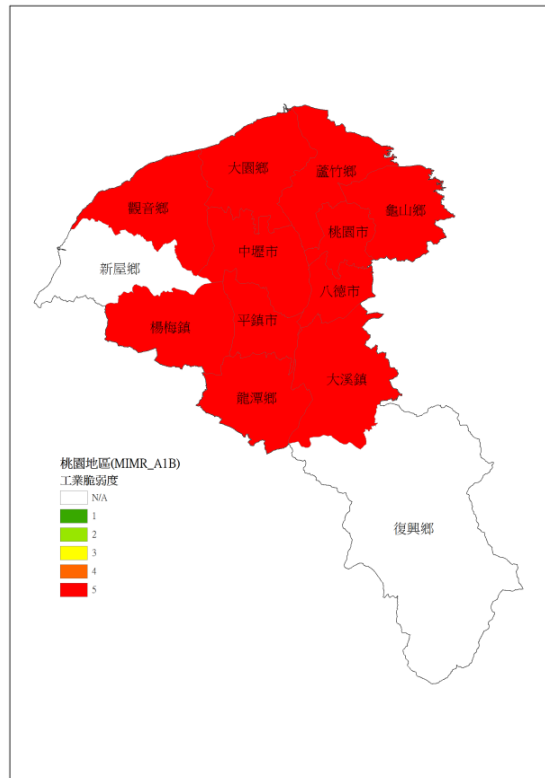 大園鄉
蘆竹鄉
觀音鄉
龜山鄉
桃園市
中壢市
新屋鄉
八德市
楊梅鎮
平鎮市
大溪鎮
龍潭鄉
桃園地區(MIMR_A1B)
工業脆弱度
N/A
1
2
3
4
5
復興鄉